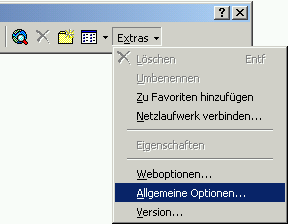 Extras
Löschen Entf
Umbenennen
Zu Favoriten hinzufügen
Netzlaufwerk verbinden...
Eigenschaften
Weboptionen...
Allgemeine Optionen...
Version...